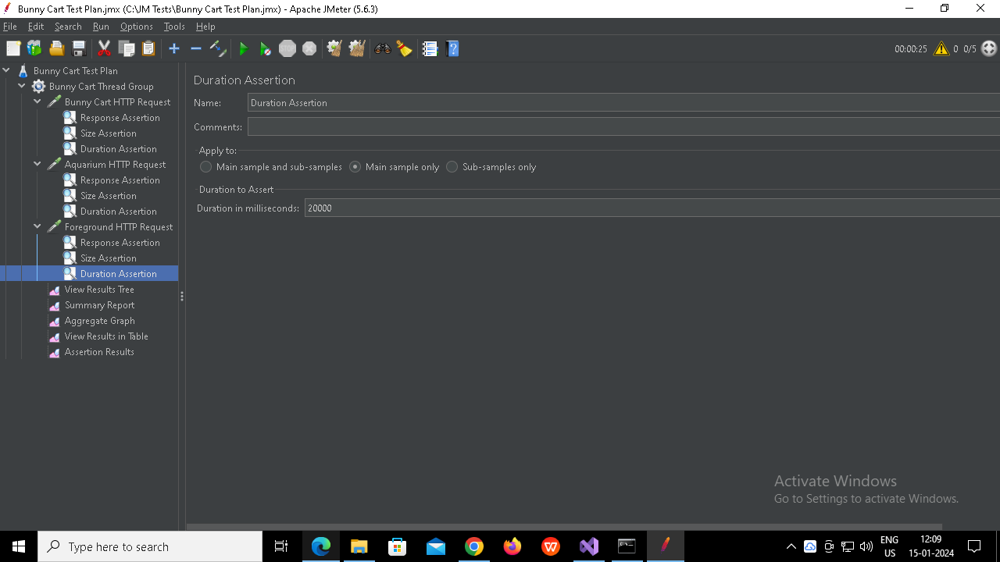 Bunny Cart Test Plan.jmx (C:\JM Tests\Bunny Cart Test Plan.jmx) - Apache JMeter (5.6.3)
File Edit Search Run Options Tools Help
STOP 00:00:25 0 0/5
Bunny Cart Test Plan
Bunny Cart Thread Group
Bunny Cart HTTP Request
Response Assertion
Size Assertion
Duration Assertion
Aquarium HTTP Request
Response Assertion
Size Assertion
Duration Assertion
Foreground HTTP Request
Response Assertion
Size Assertion
Duration Assertion
View Results Tree
Summary Report
Aggregate Graph
View Results in Table
Assertion Results
Duration Assertion
Name: Duration Assertion
Comments:
Apply to:
Main sample and sub-samples Main sample only Sub-samples only
Duration to Assert
Duration in milliseconds: 20000
Activate Windows
Go to Settings to activate Windows.
Type here to search
ENG
US
12:09
15-01-2024